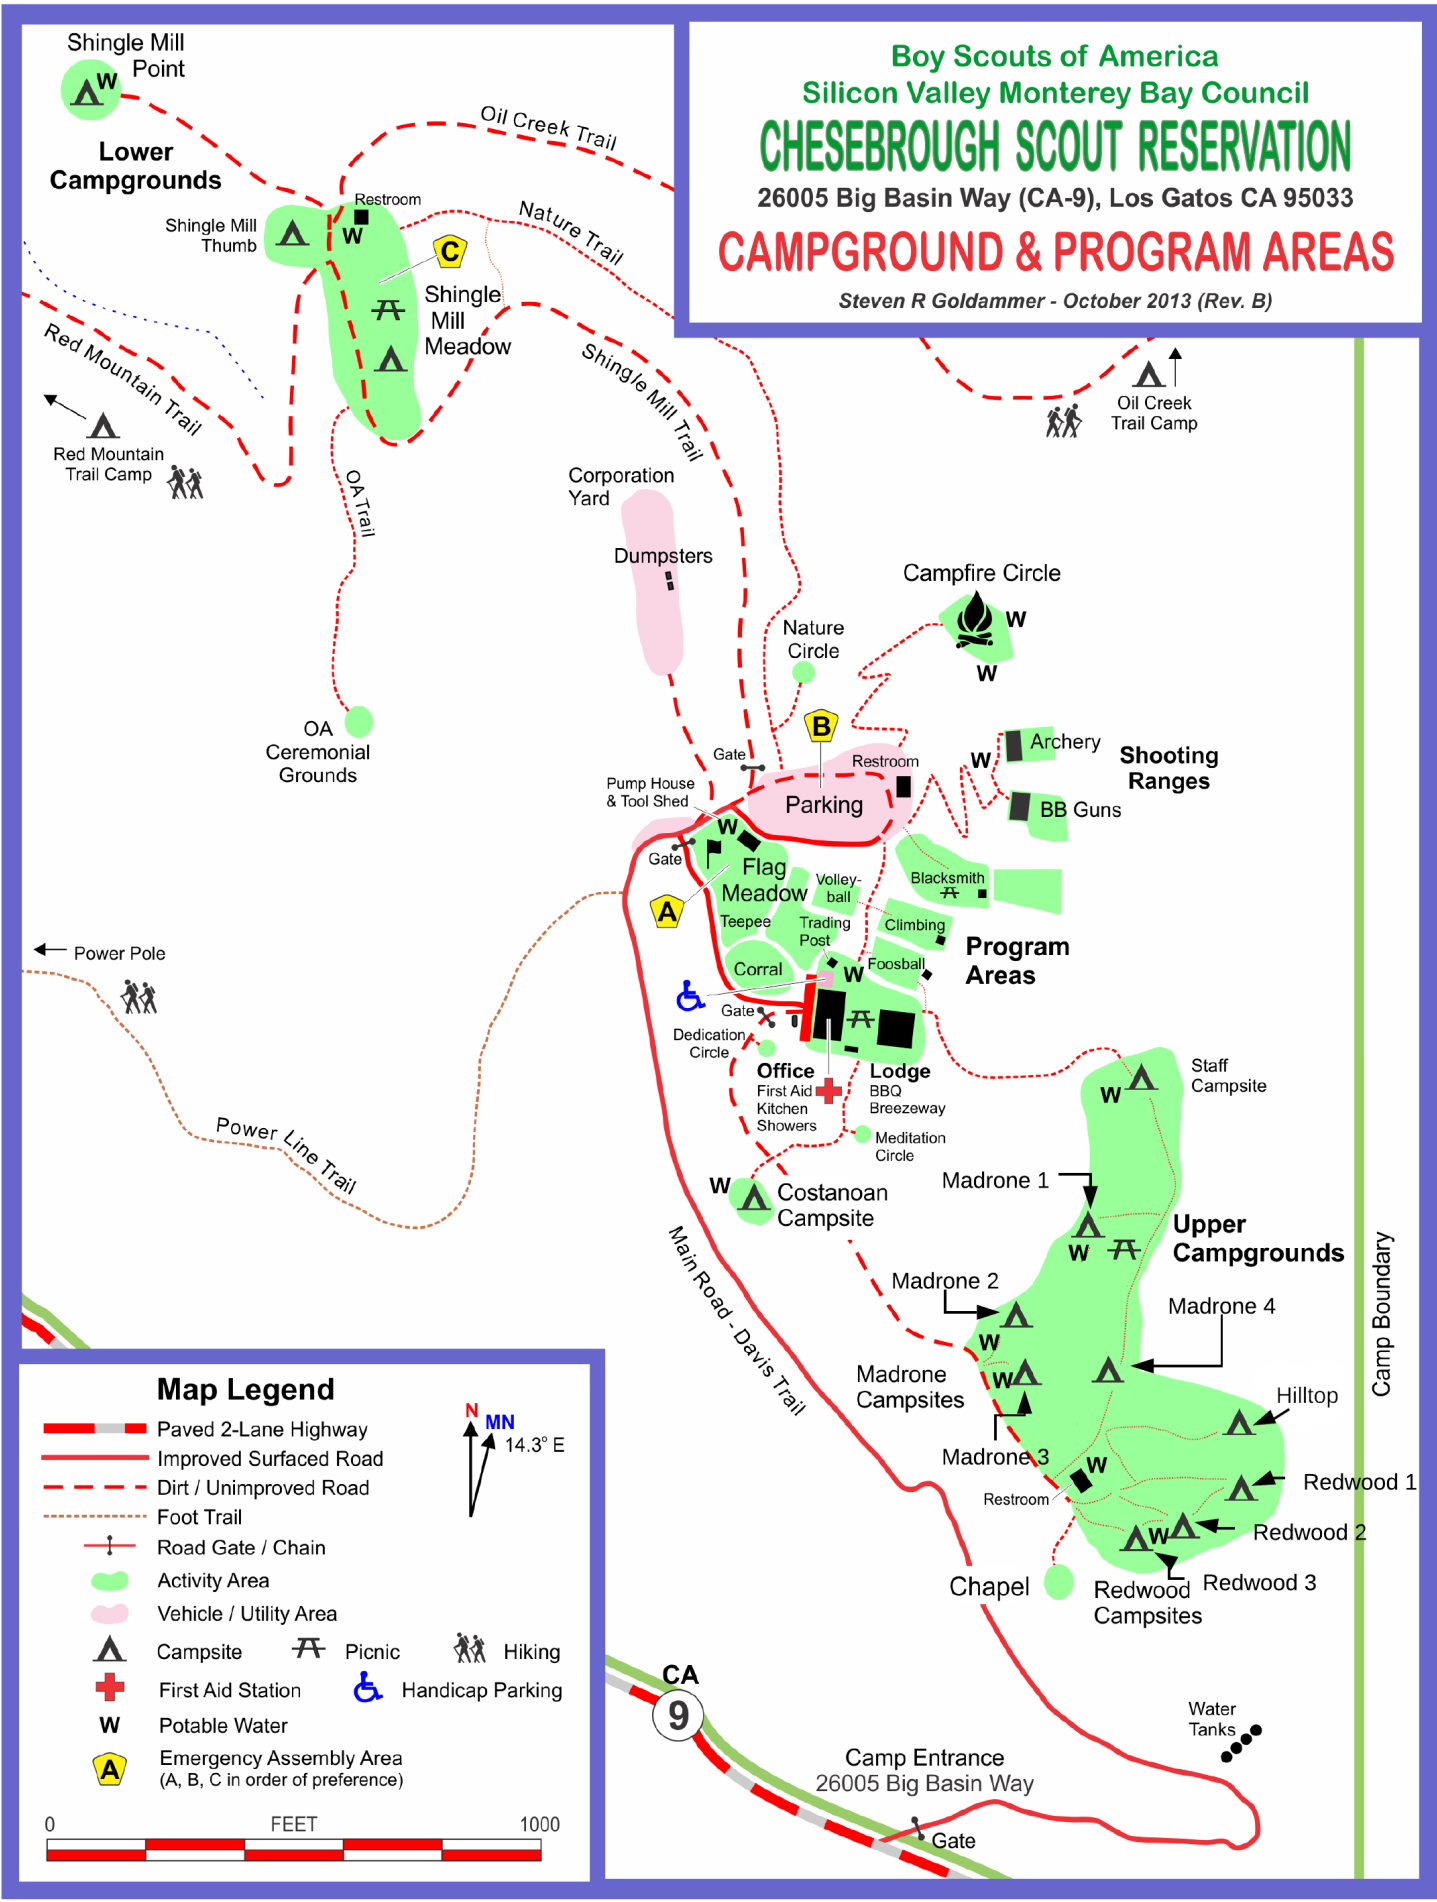 Boy Scouts of America
Silicon Valley Monterey Bay Council
CHESEBROUGH SCOUT RESERVATION
26005 Big Basin Way (CA-9), Los Gatos CA 95033
CAMPGROUND & PROGRAM AREAS
Steven R Goldammer - October 2013 (Rev. B)
Shingle Mill
Point
W
Lower
Campgrounds
Oil Creek Trail
Restroom
Shingle Mill
Thumb
W
Nature Trail
C
Shingle
Mill
Meadow
Red Mountain Trail
Shingle Mill Trail
Red Mountain
Trail Camp
Oil Creek
Trail Camp
OA Trail
Corporation
Yard
Dumpsters
Campfire Circle
W
W
Nature
Circle
OA
Ceremonial
Grounds
B
Gate
Restroom
Parking
W
Archery
Shooting
Ranges
BB Guns
Pump House
& Tool Shed
W
Gate
Flag
Meadow
A
Teepee
Volley-
ball
Blacksmith
Trading
Post
Climbing
Foosball
Program
Areas
Corral
W
Power Pole
Gate
Dedication
Circle
Office
First Aid
Kitchen
Showers
Lodge
BBQ
Breezeway
Meditation
Circle
Staff
Campsite
W
Power Line Trail
W
Costanoan
Campsite
Madrone 1
W
Upper
Campgrounds
Main Road - Davis Trail
Madrone 2
W
Madrone 4
Madrone
Campsites
W
Madrone 3
Hilltop
W
Restroom
Redwood 1
Redwood 2
W
Redwood 3
Redwood
Campsites
Chapel
Camp Boundary
Water
Tanks
CA
9
Camp Entrance
26005 Big Basin Way
Gate
Map Legend
Paved 2-Lane Highway
Improved Surfaced Road
Dirt / Unimproved Road
Foot Trail
Road Gate / Chain
Activity Area
Vehicle / Utility Area
Campsite
Picnic
Hiking
First Aid Station
Handicap Parking
W
Potable Water
A
Emergency Assembly Area
(A, B, C in order of preference)
N
MN
14.3° E
0 FEET 1000